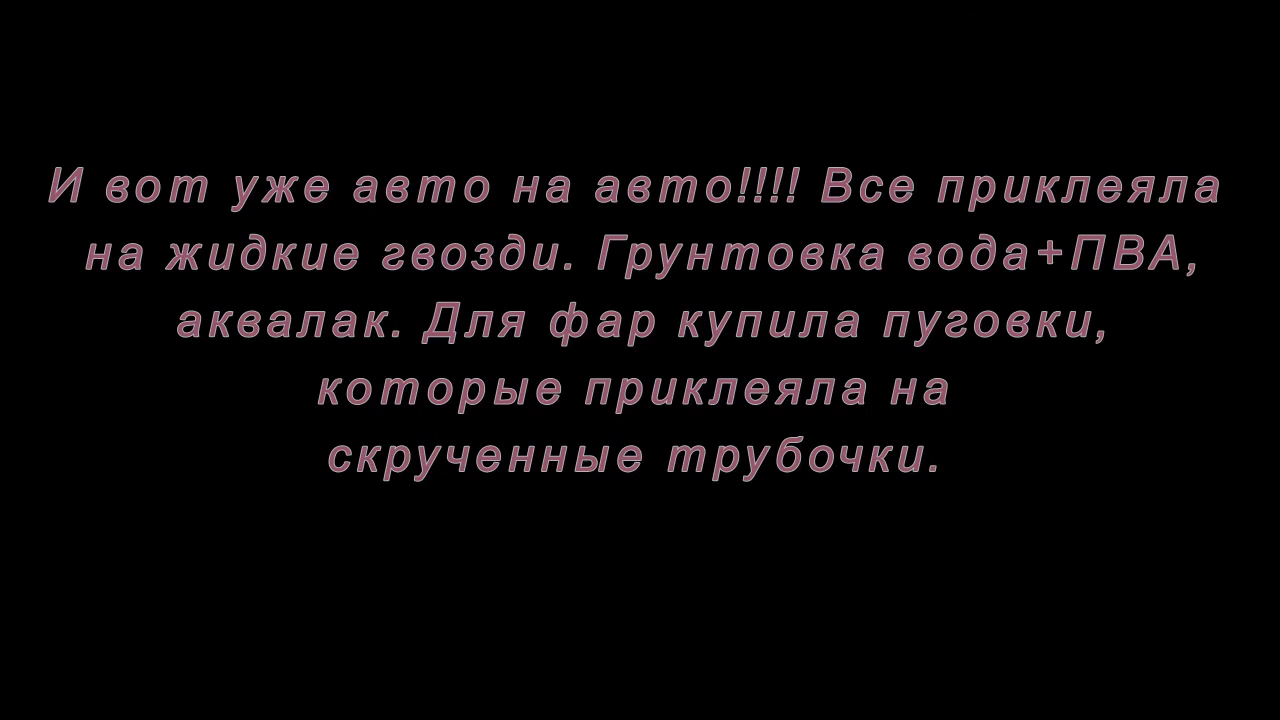 И вот уже авто на авто!!!! Все приклеяла
на жидкие гвозди. Грунтовка вода+ПВА,
аквалак. Для фар купила пуговки,
которые приклеяла на
скрученные трубочки.